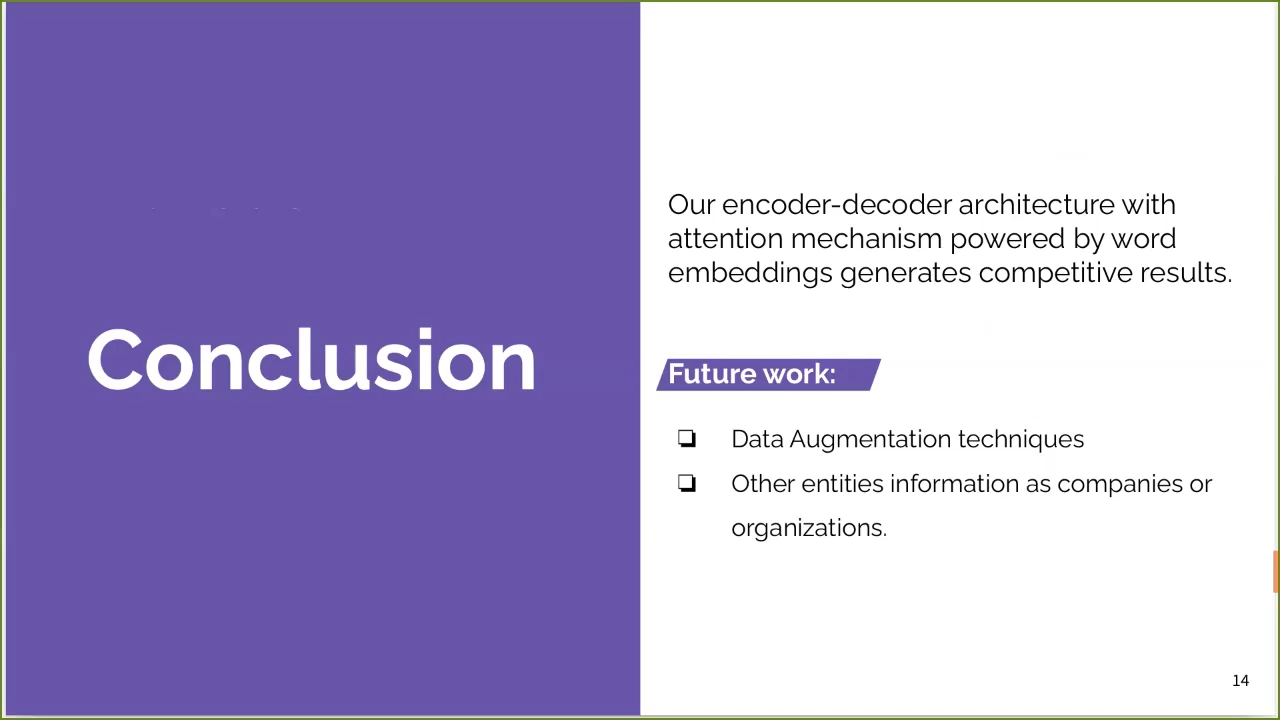 Conclusion
Our encoder-decoder architecture with
attention mechanism powered by word
embeddings generates competitive results.
Future work:
❏ Data Augmentation techniques
❏ Other entities information as companies or
organizations.
14